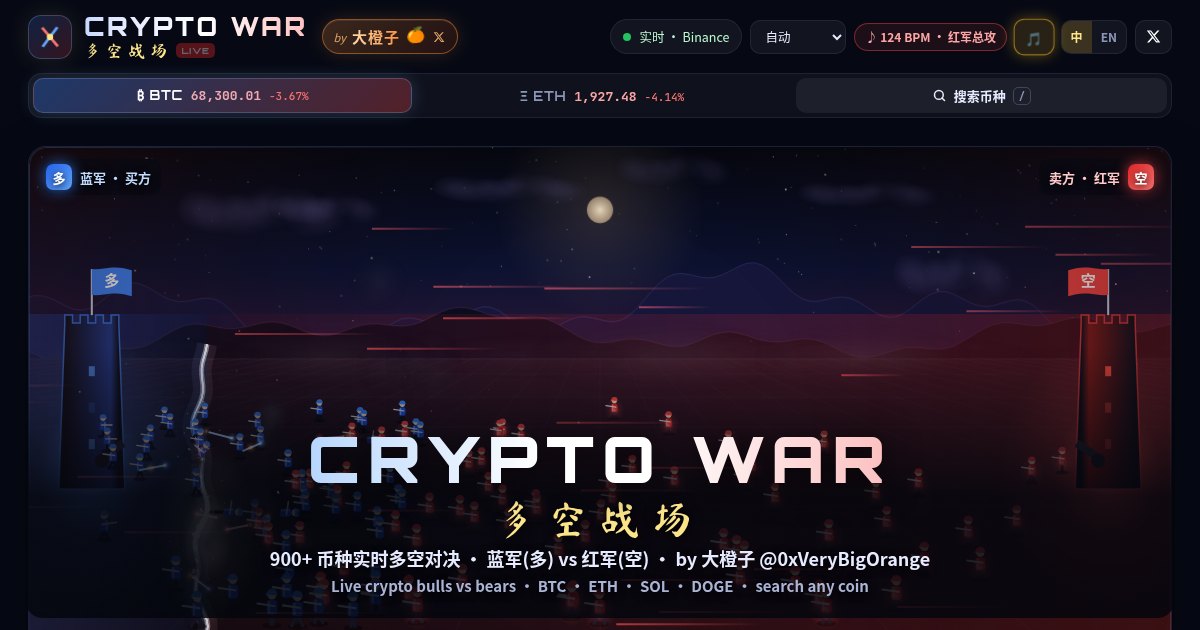 CRYPTO WAR
多空战场 LIVE
by 大橙子 🍊 𝕏
实时 · Binance
自动
♪ 124 BPM · 红军总攻
🎵
中 EN
𝕏
₿ BTC 68,300.01 -3.67%
Ξ ETH 1,927.48 -4.14%
搜索币种 /
多 蓝军 · 买方
卖方 · 红军 空
多
空
CRYPTO WAR
多空战场
900+ 币种实时多空对决 · 蓝军(多) vs 红军(空) · by 大橙子 @0xVeryBigOrange
Live crypto bulls vs bears · BTC · ETH · SOL · DOGE · search any coin